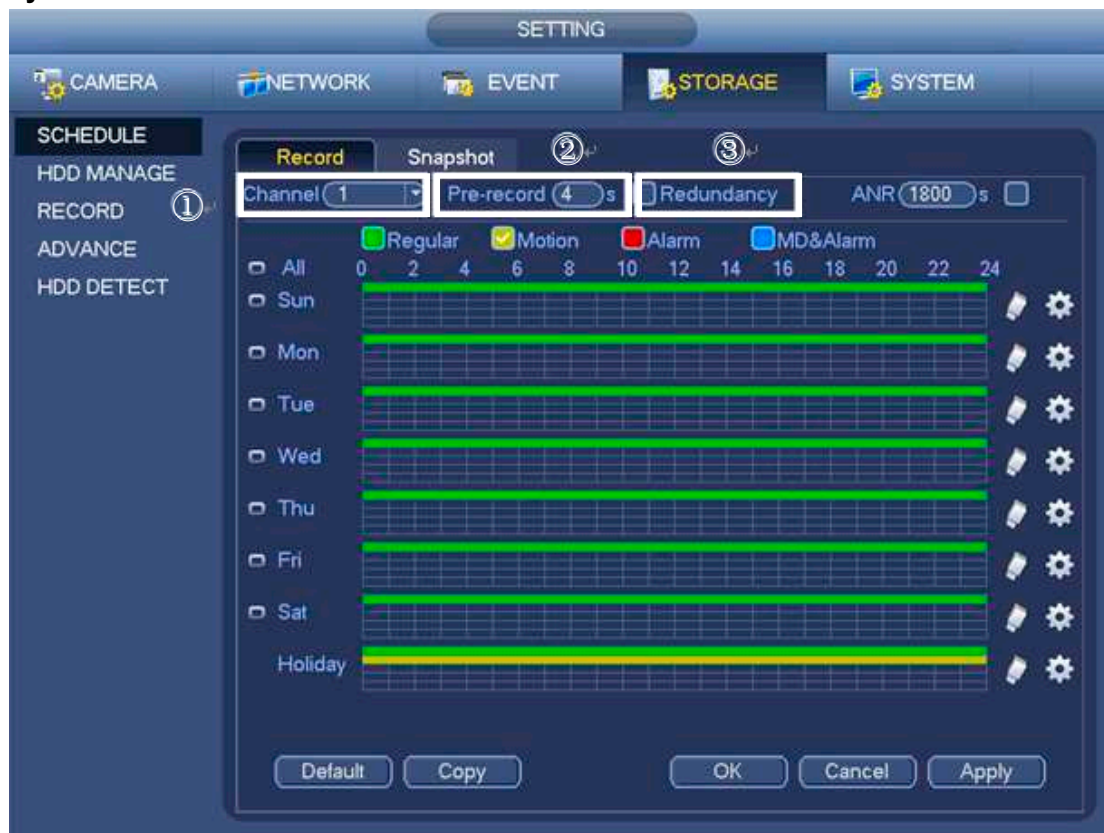 SETTING
CAMERA NETWORK EVENT STORAGE SYSTEM
SCHEDULE
HDD MANAGE
RECORD
ADVANCE
HDD DETECT
Record Snapshot ② ③
① Channel 1 Pre-record 4 s Redundancy ANR 1800 s
Regular Motion Alarm MD&Alarm
All 0 2 4 6 8 10 12 14 16 18 20 22 24
Sun
Mon
Tue
Wed
Thu
Fri
Sat
Holiday
Default Copy OK Cancel Apply